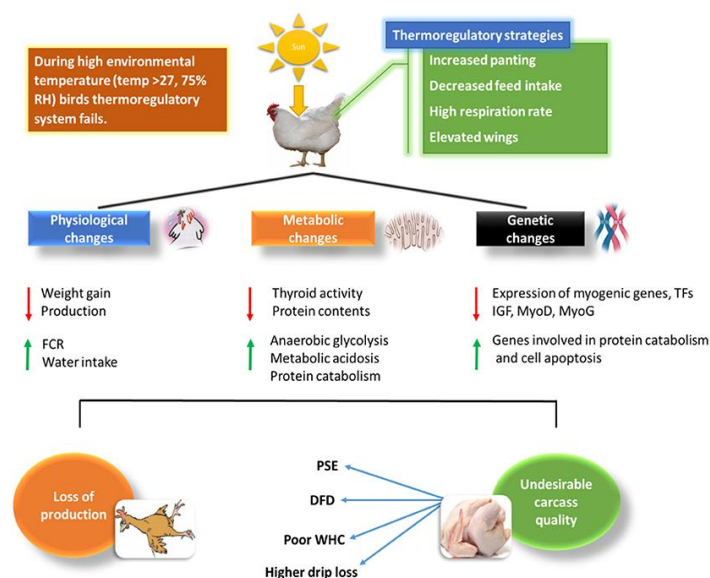 During high environmental
temperature (temp >27, 75%
RH) birds thermoregulatory
system fails.
Sun
Thermoregulatory strategies
Increased panting
Decreased feed intake
High respiration rate
Elevated wings
Physiological
changes
Metabolic
changes
Genetic
changes
Weight gain
Production
FCR
Water intake
Thyroid activity
Protein contents
Anaerobic glycolysis
Metabolic acidosis
Protein catabolism
Expression of myogenic genes, TFs
IGF, MyoD, MyoG
Genes involved in protein catabolism
and cell apoptosis
Loss of
production
PSE
DFD
Poor WHC
Higher drip loss
Undesirable
carcass
quality